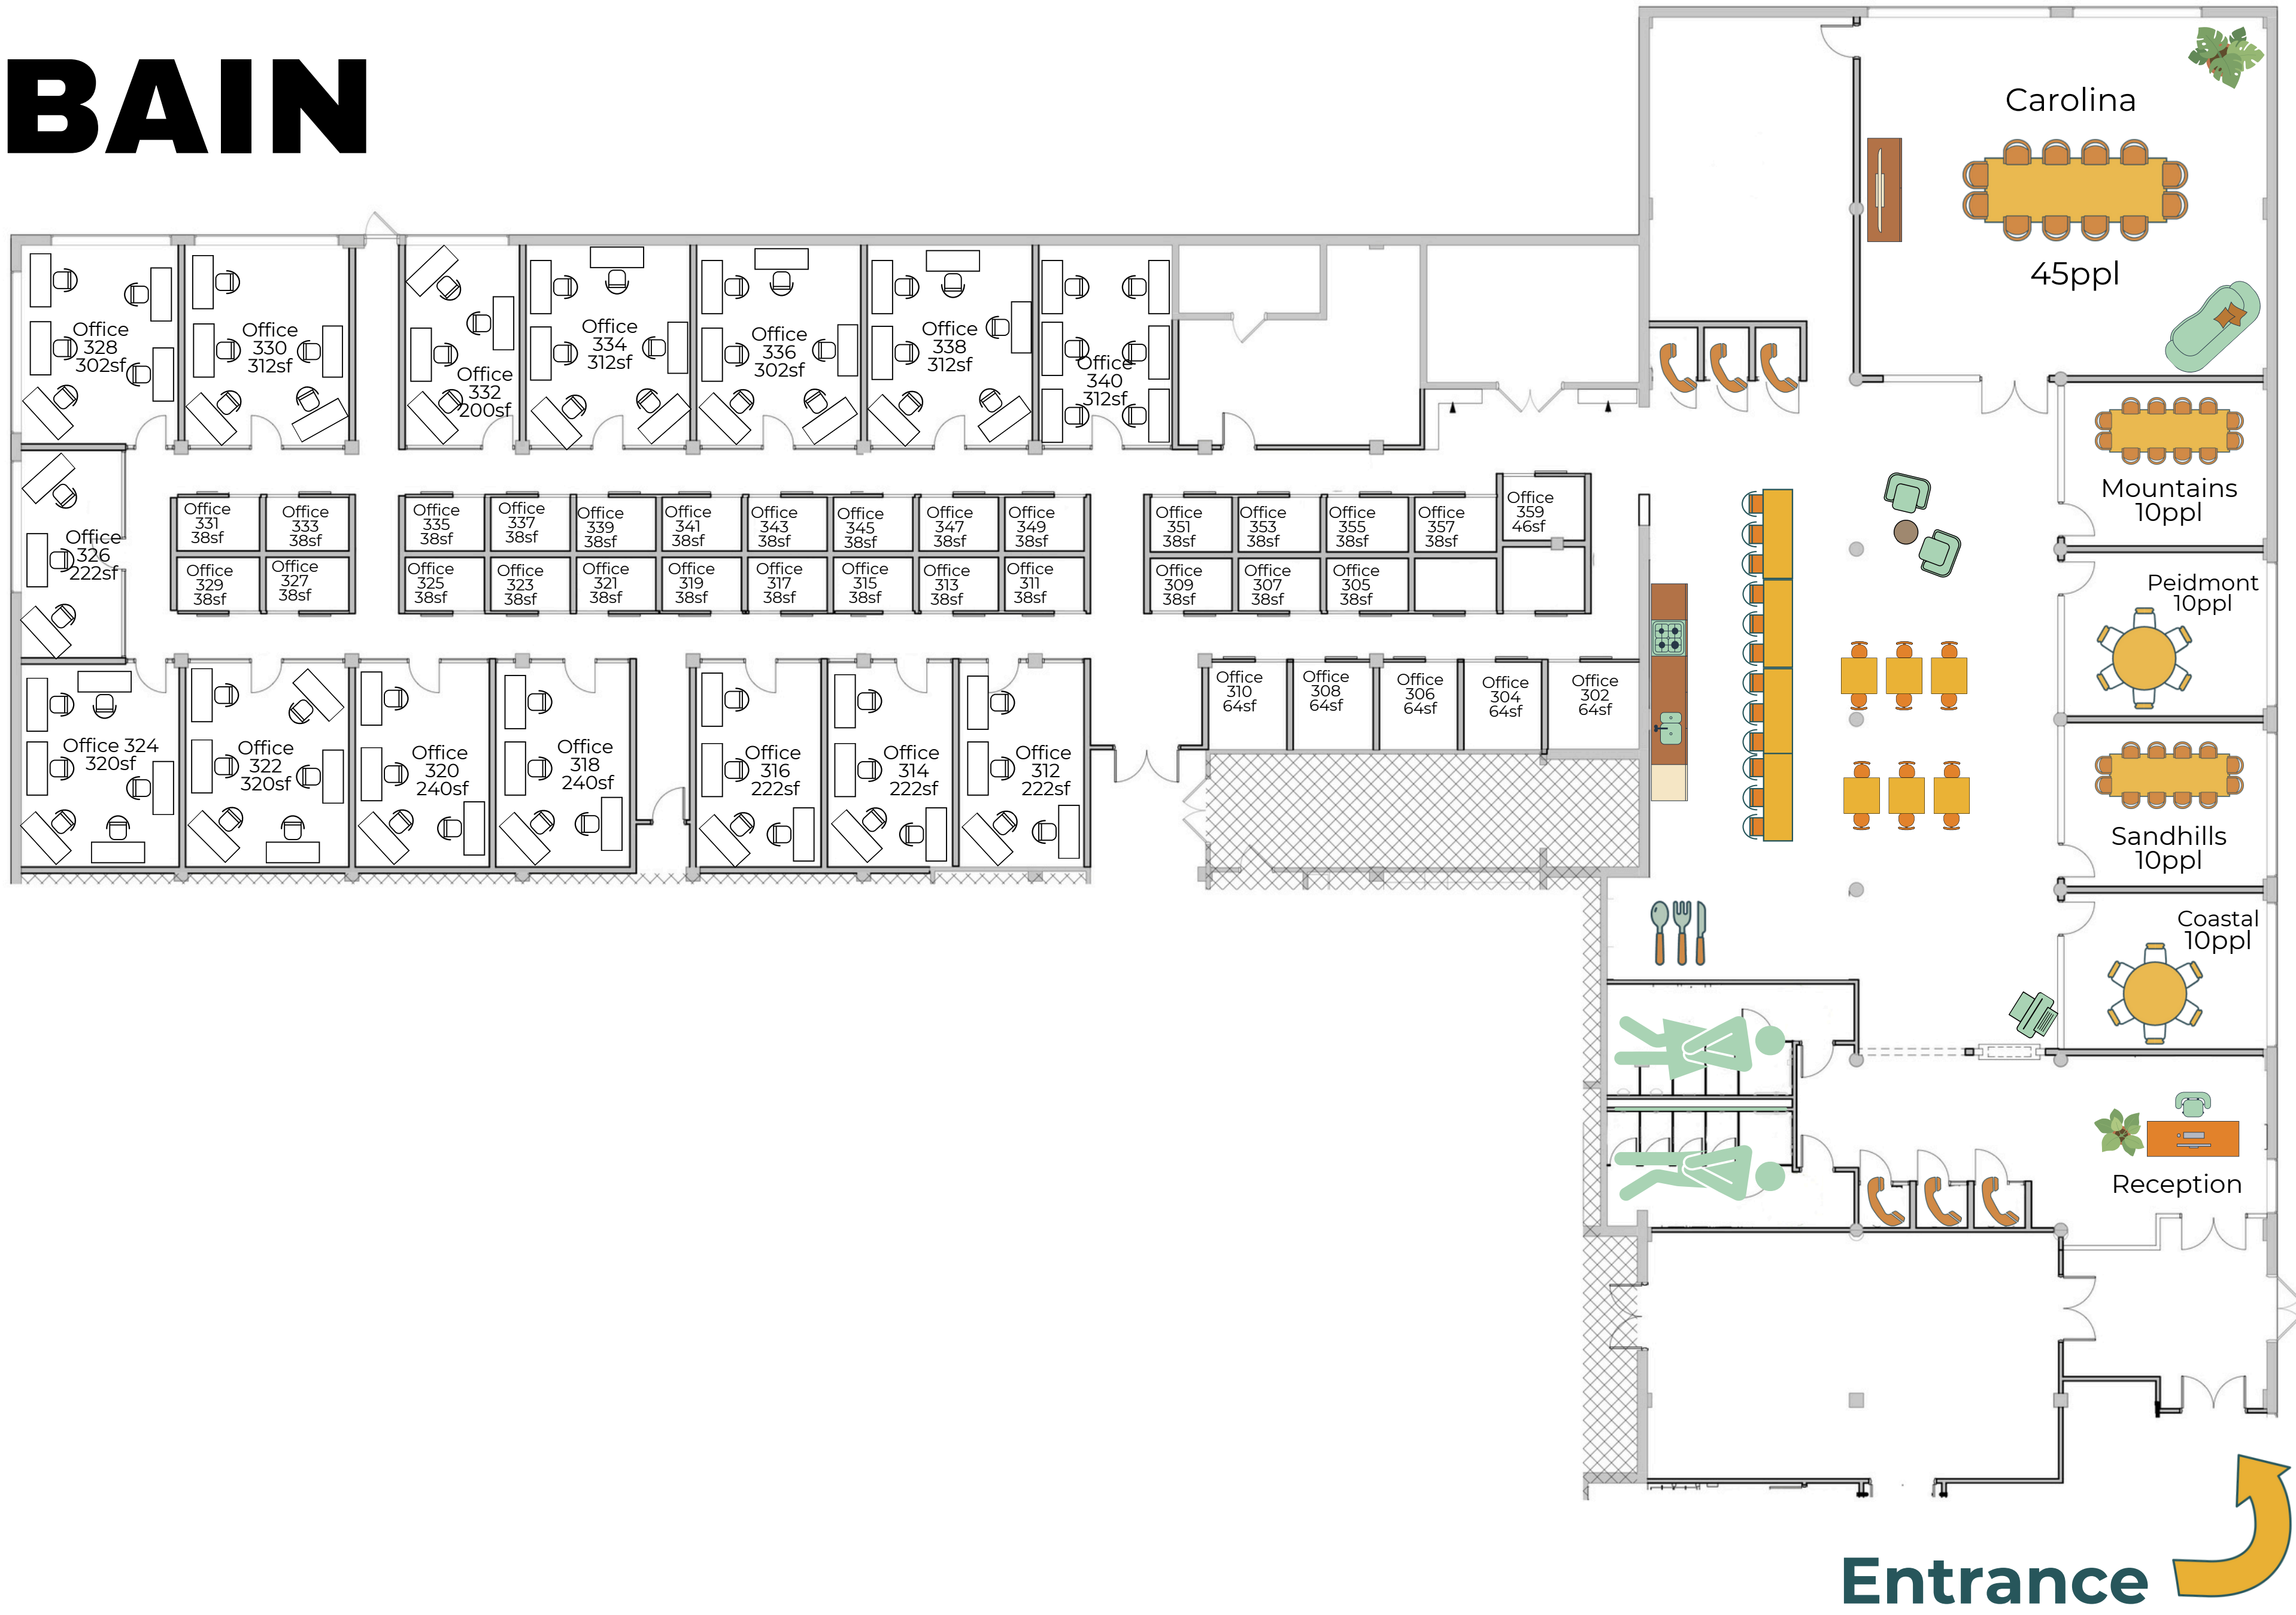 BAIN
Carolina
45ppl
Office
328
302sf
Office
330
312sf
Office
332
200sf
Office
334
312sf
Office
336
302sf
Office
338
312sf
Office
340
312sf
Mountains
10ppl
Office
326
222sf
Office
331
38sf
Office
333
38sf
Office
335
38sf
Office
337
38sf
Office
339
38sf
Office
341
38sf
Office
343
38sf
Office
345
38sf
Office
347
38sf
Office
349
38sf
Office
351
38sf
Office
353
38sf
Office
355
38sf
Office
357
38sf
Office
359
46sf
Office
329
38sf
Office
327
38sf
Office
325
38sf
Office
323
38sf
Office
321
38sf
Office
319
38sf
Office
317
38sf
Office
315
38sf
Office
313
38sf
Office
311
38sf
Office
309
38sf
Office
307
38sf
Office
305
38sf
Peidmont
10ppl
Office 324
320sf
Office
322
320sf
Office
320
240sf
Office
318
240sf
Office
316
222sf
Office
314
222sf
Office
312
222sf
Office
310
64sf
Office
308
64sf
Office
306
64sf
Office
304
64sf
Office
302
64sf
Sandhills
10ppl
Coastal
10ppl
Reception
Entrance